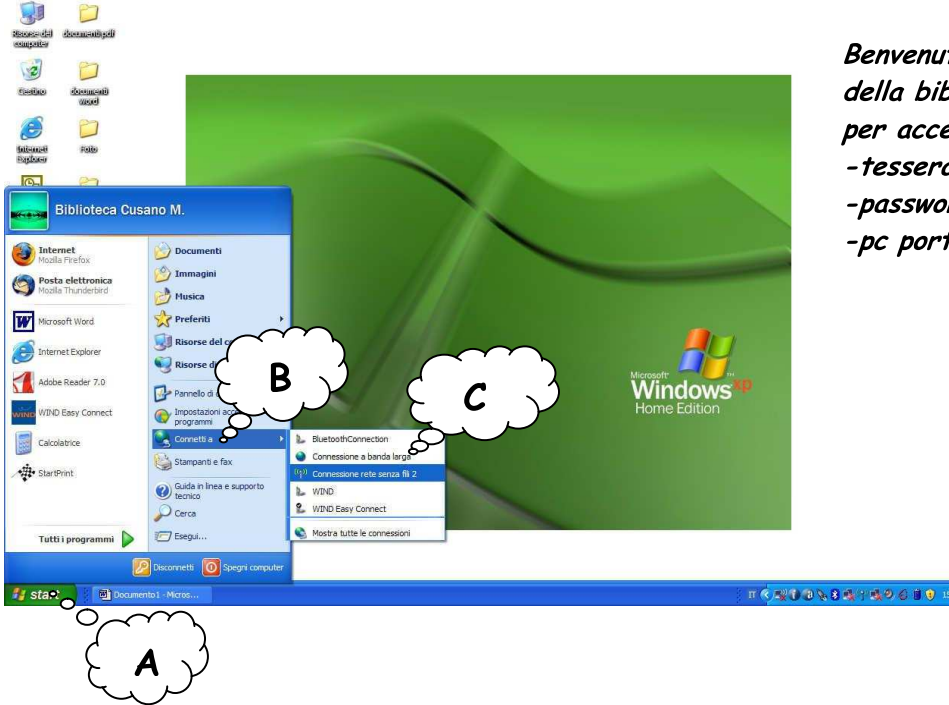 Risorse del
computer
documenti pdf
Cestino
documenti
word
Internet
Explorer
Foto
Biblioteca Cusano M.
Internet
Mozilla Firefox
Posta elettronica
Mozilla Thunderbird
Microsoft Word
Internet Explorer
Adobe Reader 7.0
WIND
WIND Easy Connect
Calcolatrice
StartPrint
Tutti i programmi
Documenti
Immagini
Musica
Preferiti
Risorse del
Risorse di
Pannello di
Impostazioni acc
programmi
Connetti a
Stampanti e fax
Guida in linea e supporto
tecnico
Cerca
Esegui...
BluetoothConnection
Connessione a banda larga
Connessione rete senza fili 2
WIND
WIND Easy Connect
Mostra tutte le connessioni
Disconnetti
Spegni computer
start
Documento1 - Micros...
IT
15
A
B
C
Microsoft
Windows xp
Home Edition
Benvenut
della bib
per acce
-tessera
-passwor
-pc port